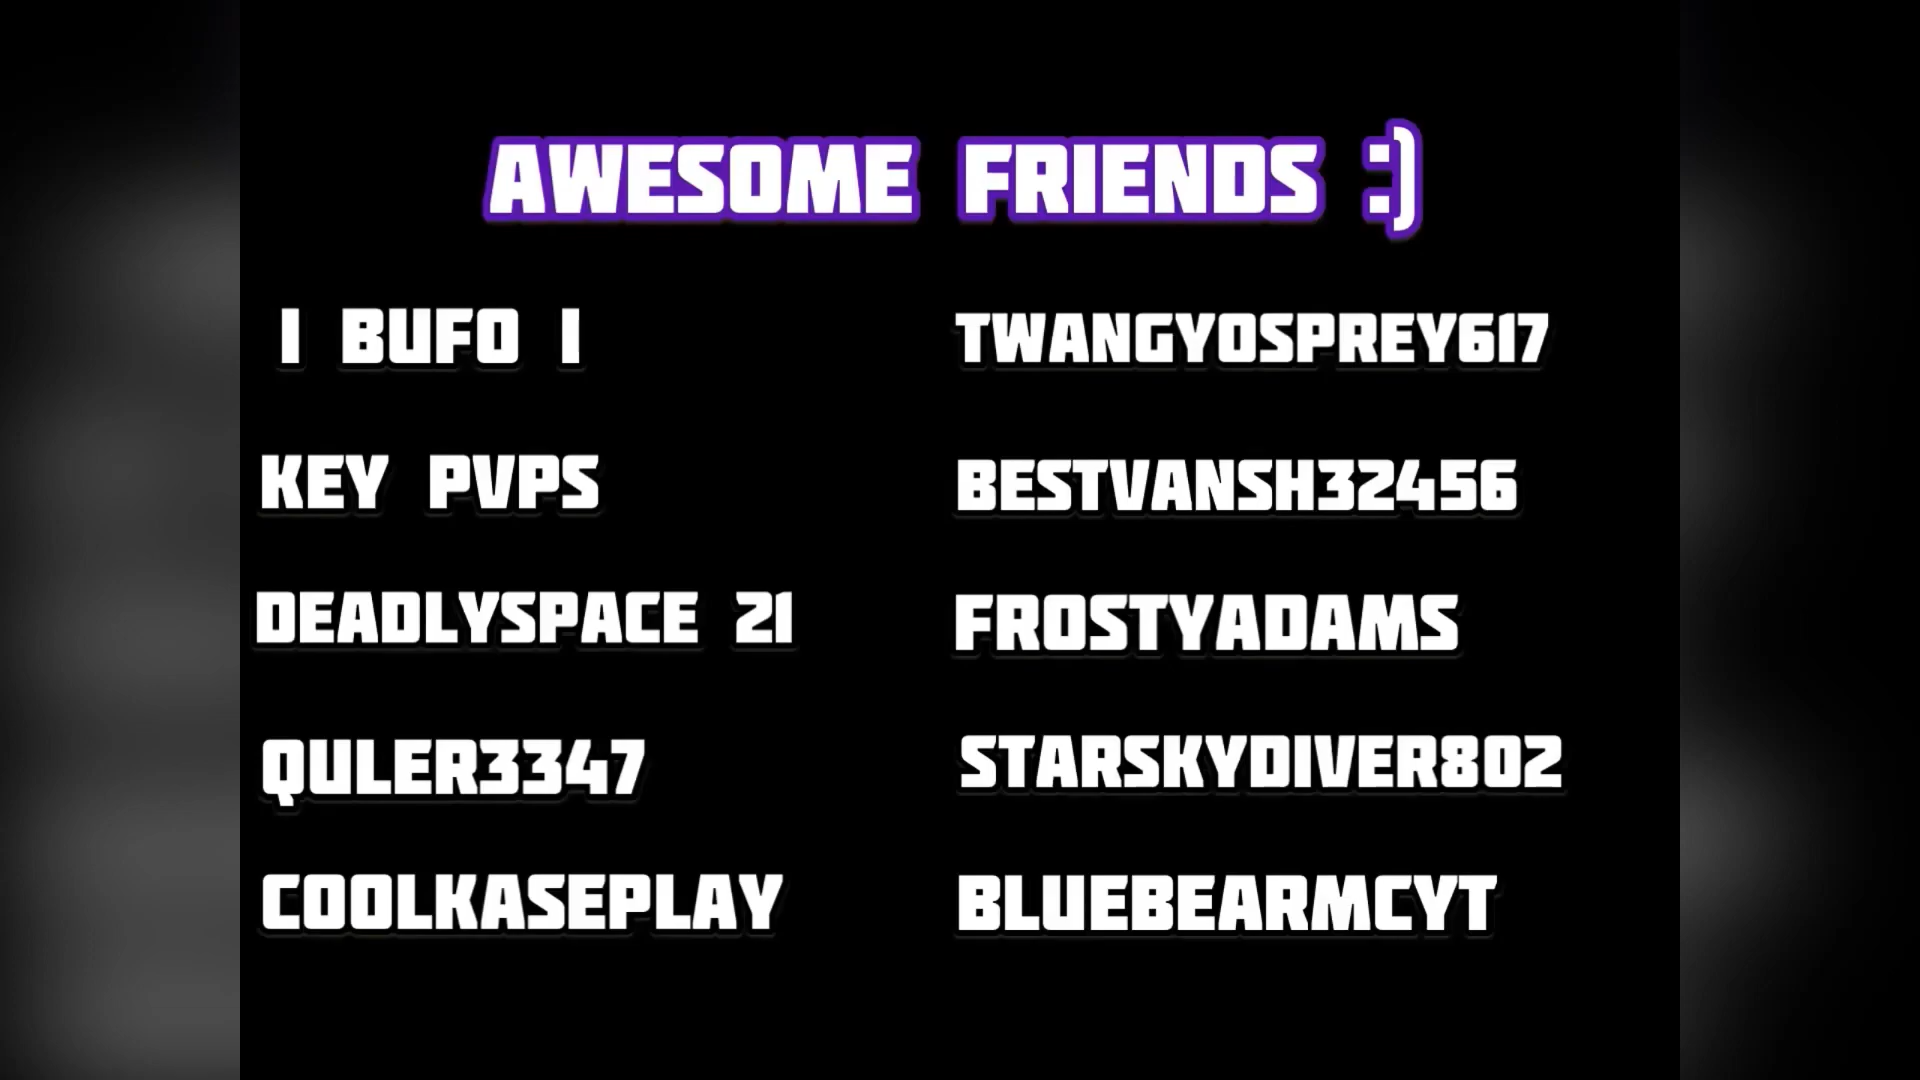 AWESOME FRIENDS :)
I BUFO I
KEY PVPS
DEADLYSPACE 21
QULER3347
COOLKASEPLAY
TWANGYOSPREY617
BESTVANSH32456
FROSTYADAMS
STARSKYDIVER802
BLUEBEARMCYT